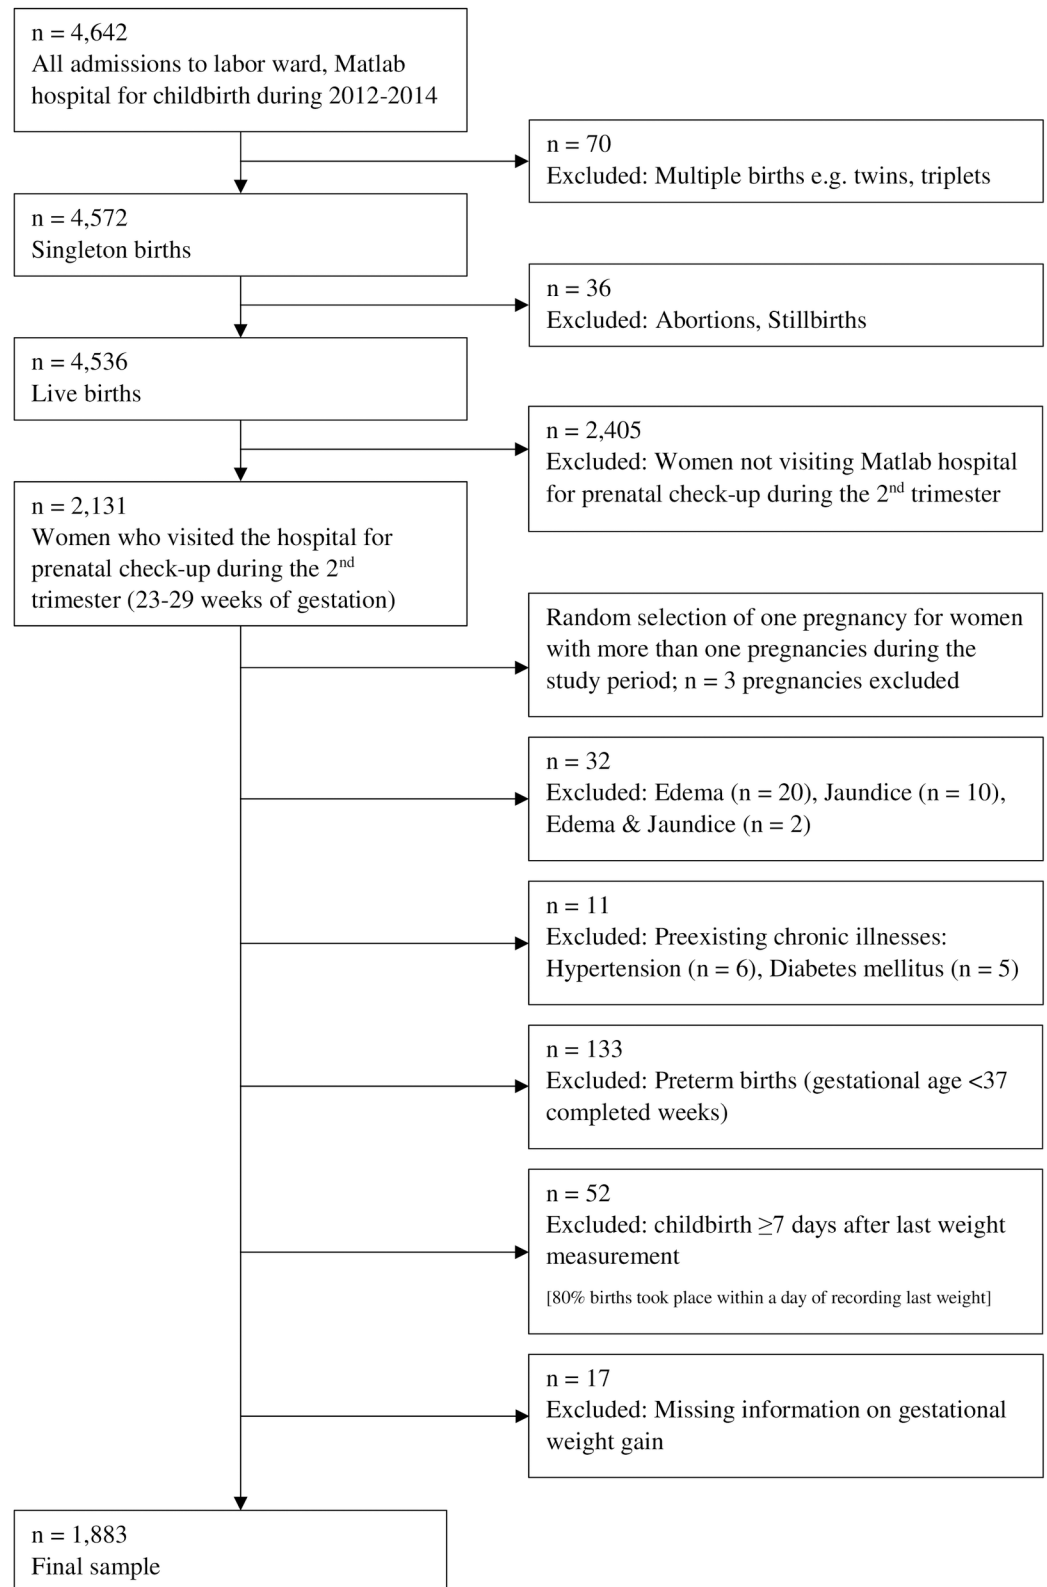 n = 4,642
All admissions to labor ward, Matlab
hospital for childbirth during 2012-2014
n = 70
Excluded: Multiple births e.g. twins, triplets
n = 4,572
Singleton births
n = 36
Excluded: Abortions, Stillbirths
n = 4,536
Live births
n = 2,405
Excluded: Women not visiting Matlab hospital
for prenatal check-up during the 2nd trimester
n = 2,131
Women who visited the hospital for
prenatal check-up during the 2nd
trimester (23-29 weeks of gestation)
Random selection of one pregnancy for women
with more than one pregnancies during the
study period; n = 3 pregnancies excluded
n = 32
Excluded: Edema (n = 20), Jaundice (n = 10),
Edema & Jaundice (n = 2)
n = 11
Excluded: Preexisting chronic illnesses:
Hypertension (n = 6), Diabetes mellitus (n = 5)
n = 133
Excluded: Preterm births (gestational age <37
completed weeks)
n = 52
Excluded: childbirth ≥7 days after last weight
measurement
[80% births took place within a day of recording last weight]
n = 17
Excluded: Missing information on gestational
weight gain
n = 1,883
Final sample